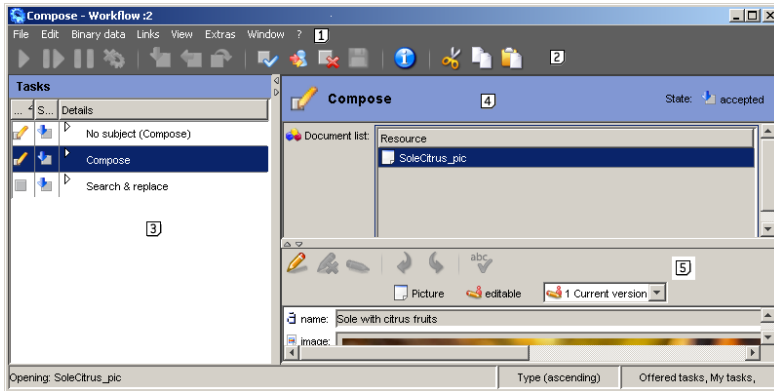 Compose - Workflow :2
File Edit Binary data Links View Extras Window ? 1
2
Tasks
... S... Details
No subject (Compose)
Compose
Search & replace
3
Compose 4 State: accepted
Document list: Resource
SoleCitrus_pic
abc
5
Picture editable 1 Current version
name: Sole with citrus fruits
image:
Opening: SoleCitrus_pic Type (ascending) Offered tasks, My tasks,